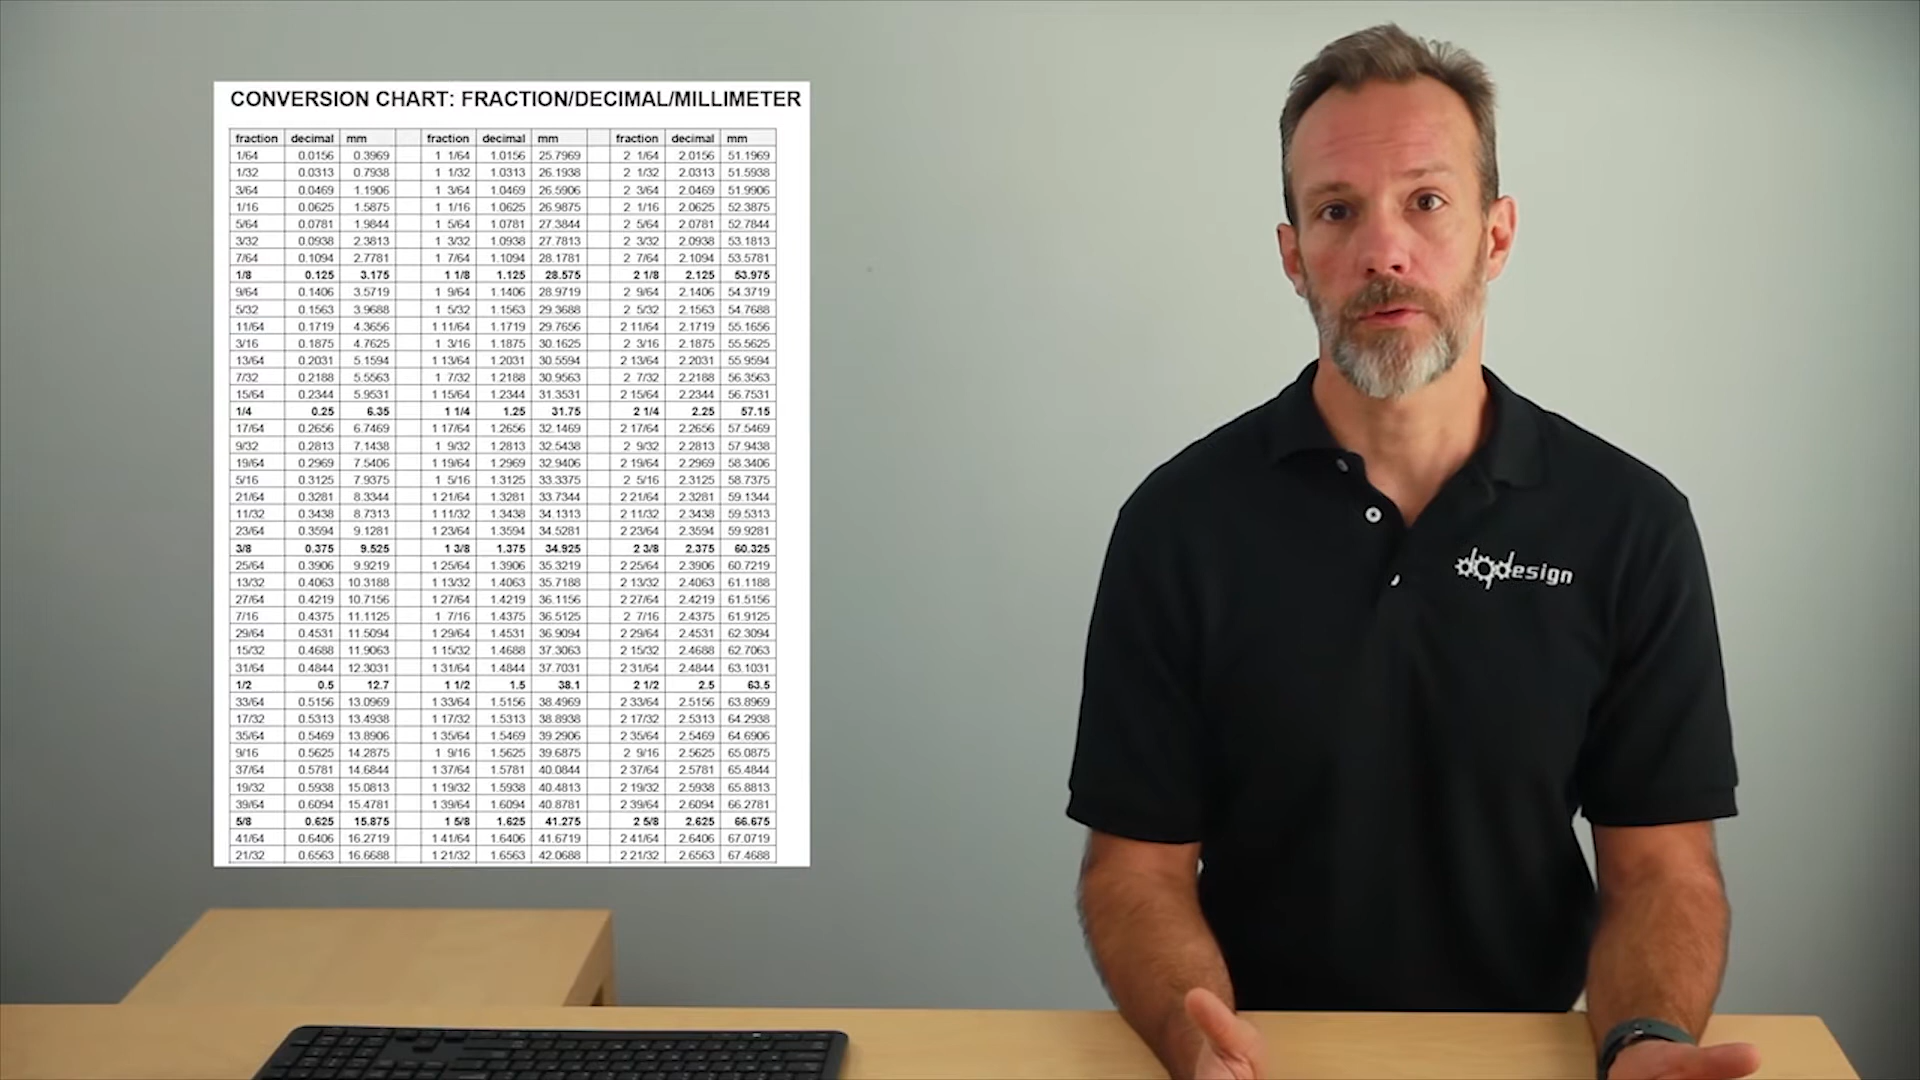 CONVERSION CHART: FRACTION/DECIMAL/MILLIMETER
fraction decimal mm fraction decimal mm fraction decimal mm
1/64 0.0156 0.3969 1 1/64 1.0156 25.7969 2 1/64 2.0156 51.1969
1/32 0.0313 0.7938 1 1/32 1.0313 26.1938 2 1/32 2.0313 51.5938
3/64 0.0469 1.1906 1 3/64 1.0469 26.5906 2 3/64 2.0469 51.9906
1/16 0.0625 1.5875 1 1/16 1.0625 26.9875 2 1/16 2.0625 52.3875
5/64 0.0781 1.9844 1 5/64 1.0781 27.3844 2 5/64 2.0781 52.7844
3/32 0.0938 2.3813 1 3/32 1.0938 27.7813 2 3/32 2.0938 53.1813
7/64 0.1094 2.7781 1 7/64 1.1094 28.1781 2 7/64 2.1094 53.5781
1/8 0.125 3.175 1 1/8 1.125 28.575 2 1/8 2.125 53.975
9/64 0.1406 3.5719 1 9/64 1.1406 28.9719 2 9/64 2.1406 54.3719
5/32 0.1563 3.9688 1 5/32 1.1563 29.3688 2 5/32 2.1563 54.7688
11/64 0.1719 4.3656 1 11/64 1.1719 29.7656 2 11/64 2.1719 55.1656
3/16 0.1875 4.7625 1 3/16 1.1875 30.1625 2 3/16 2.1875 55.5625
13/64 0.2031 5.1594 1 13/64 1.2031 30.5594 2 13/64 2.2031 55.9594
7/32 0.2188 5.5563 1 7/32 1.2188 30.9563 2 7/32 2.2188 56.3563
15/64 0.2344 5.9531 1 15/64 1.2344 31.3531 2 15/64 2.2344 56.7531
1/4 0.25 6.35 1 1/4 1.25 31.75 2 1/4 2.25 57.15
17/64 0.2656 6.7469 1 17/64 1.2656 32.1469 2 17/64 2.2656 57.5469
9/32 0.2813 7.1438 1 9/32 1.2813 32.5438 2 9/32 2.2813 57.9438
19/64 0.2969 7.5406 1 19/64 1.2969 32.9406 2 19/64 2.2969 58.3406
5/16 0.3125 7.9375 1 5/16 1.3125 33.3375 2 5/16 2.3125 58.7375
21/64 0.3281 8.3344 1 21/64 1.3281 33.7344 2 21/64 2.3281 59.1344
11/32 0.3438 8.7313 1 11/32 1.3438 34.1313 2 11/32 2.3438 59.5313
23/64 0.3594 9.1281 1 23/64 1.3594 34.5281 2 23/64 2.3594 59.9281
3/8 0.375 9.525 1 3/8 1.375 34.925 2 3/8 2.375 60.325
25/64 0.3906 9.9219 1 25/64 1.3906 35.3219 2 25/64 2.3906 60.7219
13/32 0.4063 10.3188 1 13/32 1.4063 35.7188 2 13/32 2.4063 61.1188
27/64 0.4219 10.7156 1 27/64 1.4219 36.1156 2 27/64 2.4219 61.5156
7/16 0.4375 11.1125 1 7/16 1.4375 36.5125 2 7/16 2.4375 61.9125
29/64 0.4531 11.5094 1 29/64 1.4531 36.9094 2 29/64 2.4531 62.3094
15/32 0.4688 11.9063 1 15/32 1.4688 37.3063 2 15/32 2.4688 62.7063
31/64 0.4844 12.3031 1 31/64 1.4844 37.7031 2 31/64 2.4844 63.1031
1/2 0.5 12.7 1 1/2 1.5 38.1 2 1/2 2.5 63.5
33/64 0.5156 13.0969 1 33/64 1.5156 38.4969 2 33/64 2.5156 63.8969
17/32 0.5313 13.4938 1 17/32 1.5313 38.8938 2 17/32 2.5313 64.2938
35/64 0.5469 13.8906 1 35/64 1.5469 39.2906 2 35/64 2.5469 64.6906
9/16 0.5625 14.2875 1 9/16 1.5625 39.6875 2 9/16 2.5625 65.0875
37/64 0.5781 14.6844 1 37/64 1.5781 40.0844 2 37/64 2.5781 65.4844
19/32 0.5938 15.0813 1 19/32 1.5938 40.4813 2 19/32 2.5938 65.8813
39/64 0.6094 15.4781 1 39/64 1.6094 40.8781 2 39/64 2.6094 66.2781
5/8 0.625 15.875 1 5/8 1.625 41.275 2 5/8 2.625 66.675
41/64 0.6406 16.2719 1 41/64 1.6406 41.6719 2 41/64 2.6406 67.0719
21/32 0.6563 16.6688 1 21/32 1.6563 42.0688 2 21/32 2.6563 67.4688
dqdesign